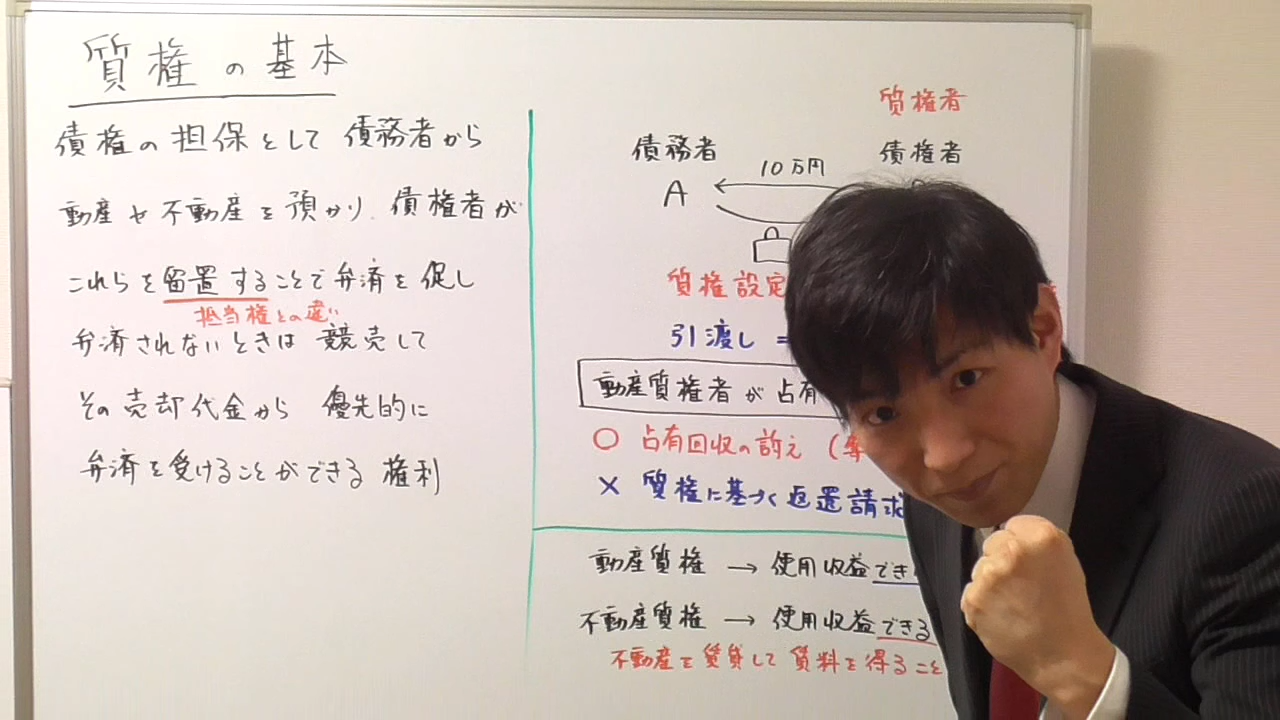 質権の基本
債権の担保として債務者から
動産や不動産を預かり、債権者が
これらを留置することで弁済を促し
抵当権との違い
弁済されないときは競売して
その売却代金から優先的に
弁済を受けることができる権利
質権者
債務者
債権者
10万円
A
質権設定
引渡し =
動産質権者が占有
○ 占有回収の訴え (奪
× 質権に基づく返還請求
動産質権 → 使用収益でき
不動産質権 → 使用収益できる
不動産を賃貸して賃料を得ること